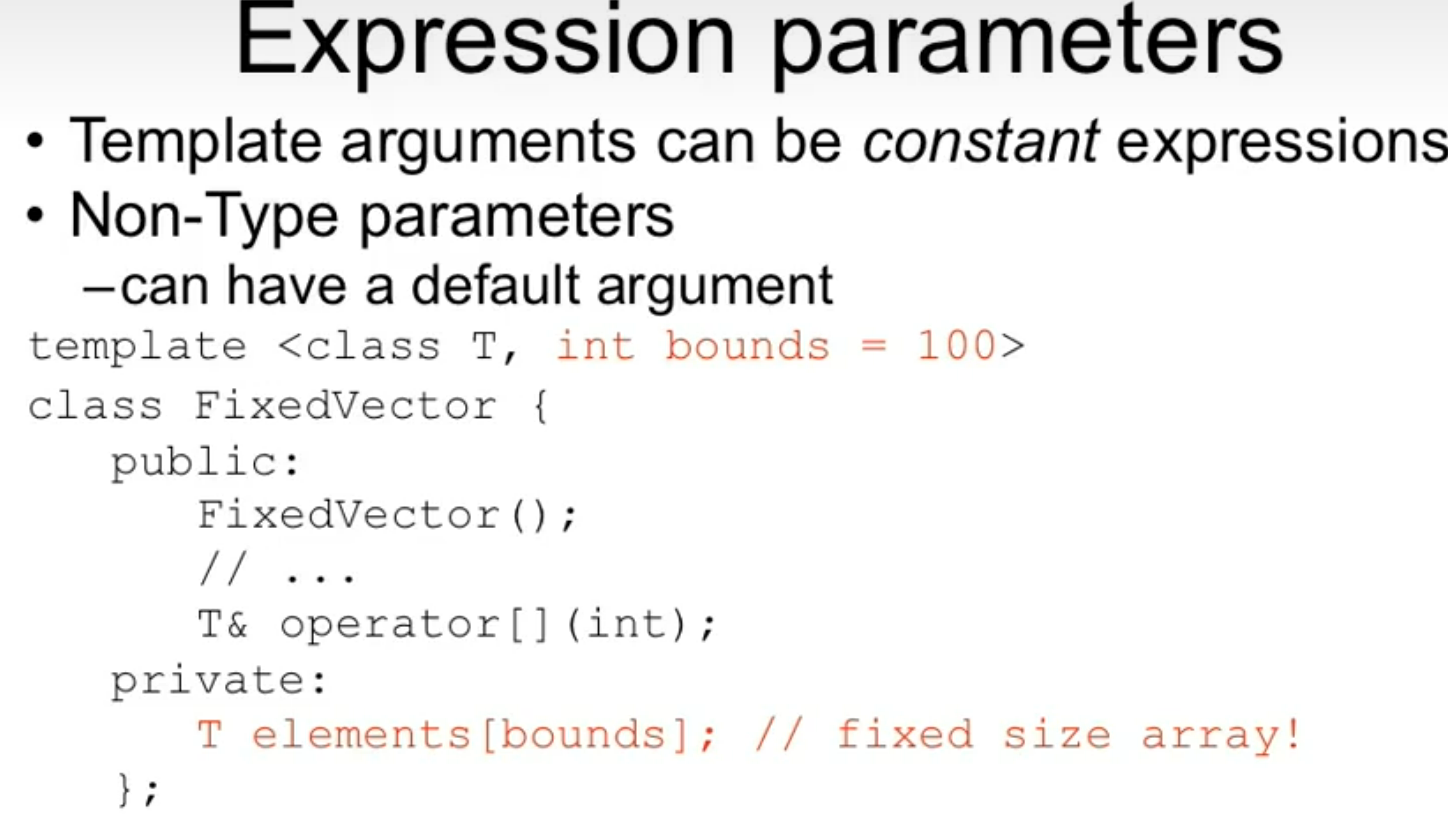 Expression parameters
• Template arguments can be constant expressions
• Non-Type parameters
–can have a default argument
template <class T, int bounds = 100>
class FixedVector {
public:
FixedVector();
// ...
T& operator[](int);
private:
T elements[bounds]; // fixed size array!
};